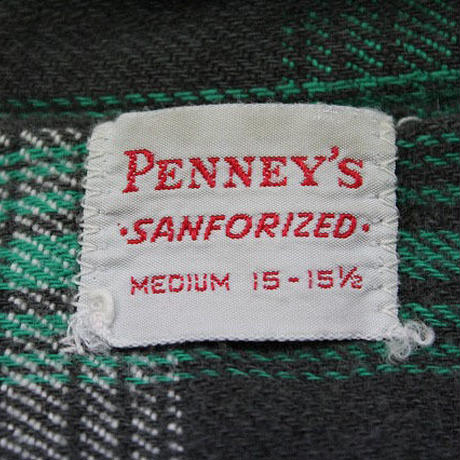 PENNEY'S
·SANFORIZED·
MEDIUM 15-15½